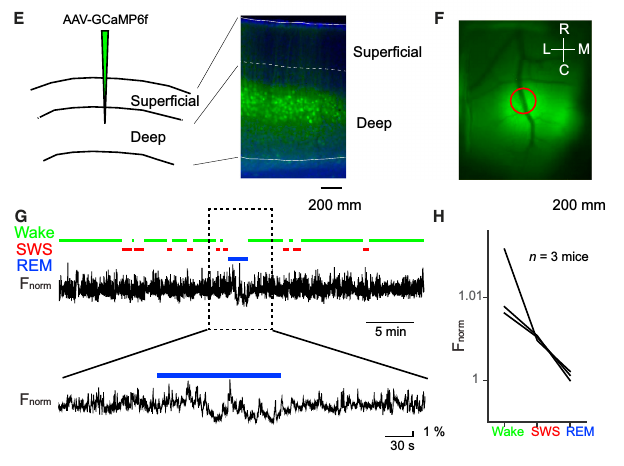 E
AAV-GCaMP6f
Superficial
Deep
Superficial
Deep
200 mm
F
R
L M
C
200 mm
G
Wake
SWS
REM
Fnorm
5 min
Fnorm
1 %
30 s
H
n = 3 mice
1.01
Fnorm
1
Wake SWS REM